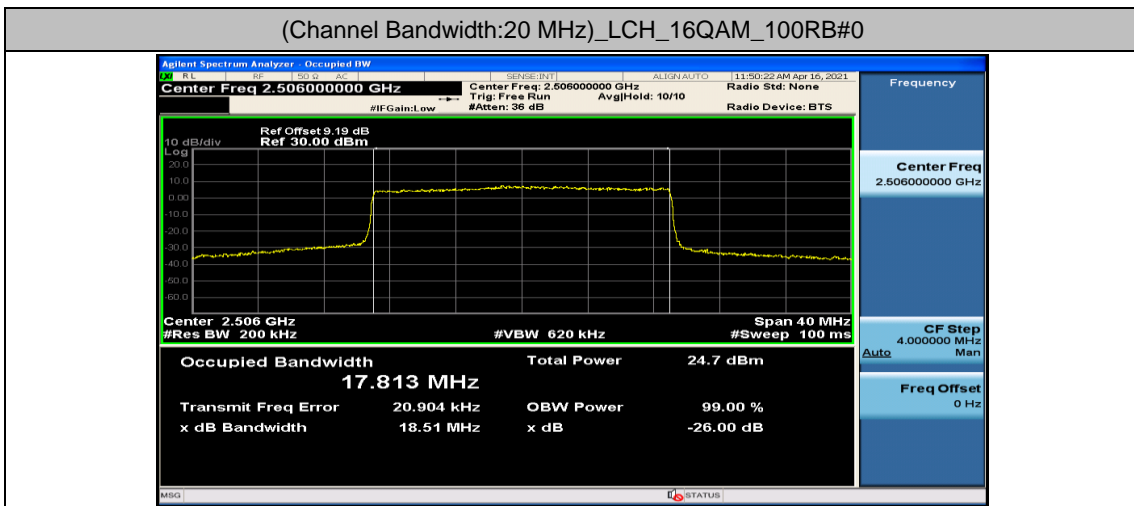 (Channel Bandwidth:20 MHz)_LCH_16QAM_100RB#0
Agilent Spectrum Analyzer - Occupied BW
LXI RL RF 50 Ω AC SENSE:INT ALIGN AUTO 11:50:22 AM Apr 16, 2021
Center Freq 2.506000000 GHz
Center Freq: 2.506000000 GHz
Radio Std: None
Trig: Free Run Avg|Hold: 10/10
#IFGain:Low
#Atten: 36 dB
Radio Device: BTS
Frequency
Ref Offset 9.19 dB
10 dB/div Ref 30.00 dBm
Log
20.0
10.0
0.00
-10.0
-20.0
-30.0
-40.0
-50.0
-60.0
Center 2.506 GHz Span 40 MHz
#Res BW 200 kHz #VBW 620 kHz #Sweep 100 ms
Occupied Bandwidth Total Power 24.7 dBm
17.813 MHz
Transmit Freq Error 20.904 kHz OBW Power 99.00 %
x dB Bandwidth 18.51 MHz x dB -26.00 dB
Center Freq
2.506000000 GHz
CF Step
4.000000 MHz
Auto Man
Freq Offset
0 Hz
MSG STATUS